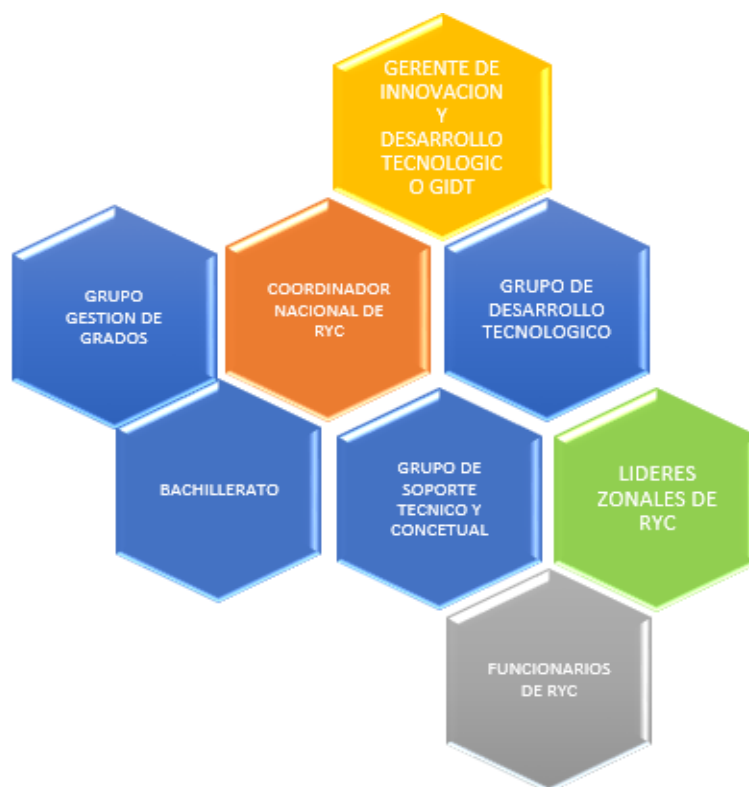 GERENTE DE
INNOVACION
Y
DESARROLLO
TECNOLOGIC
O GIDT
GRUPO
GESTION DE
GRADOS
COORDINADOR
NACIONAL DE
RYC
GRUPO DE
DESARROLLO
TECNOLOGICO
BACHILLERATO
GRUPO DE
SOPORTE
TECNICO Y
CONCETUAL
LIDERES
ZONALES DE
RYC
FUNCIONARIOS
DE RYC